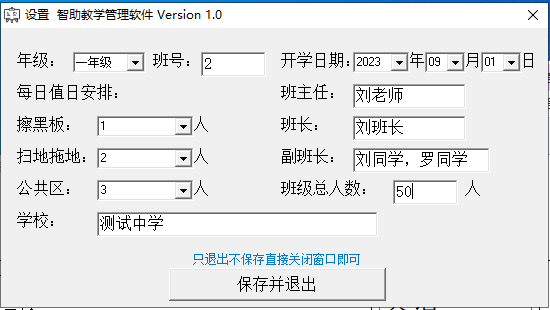 设置 智助教学管理软件 Version 1.0
年级： 一年级 班号： 2 开学日期： 2023 年 09 月 01 日
每日值日安排： 班主任： 刘老师
擦黑板： 1 人 班长： 刘班长
扫地拖地： 2 人 副班长： 刘同学，罗同学
公共区： 3 人 班级总人数： 50 人
学校： 测试中学
只退出不保存直接关闭窗口即可
保存并退出